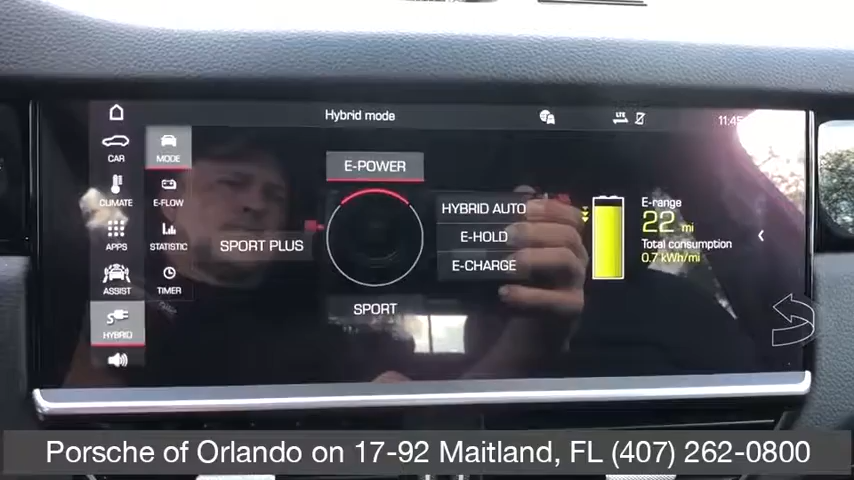 Hybrid mode
LTE
11:45
CAR
MODE
E-POWER
CLIMATE
E-FLOW
HYBRID AUTO
E-range
22 mi
APPS
STATISTIC
SPORT PLUS
E-HOLD
Total consumption
0.7 kWh/mi
E-CHARGE
ASSIST
TIMER
SPORT
HYBRID
Porsche of Orlando on 17-92 Maitland, FL (407) 262-0800